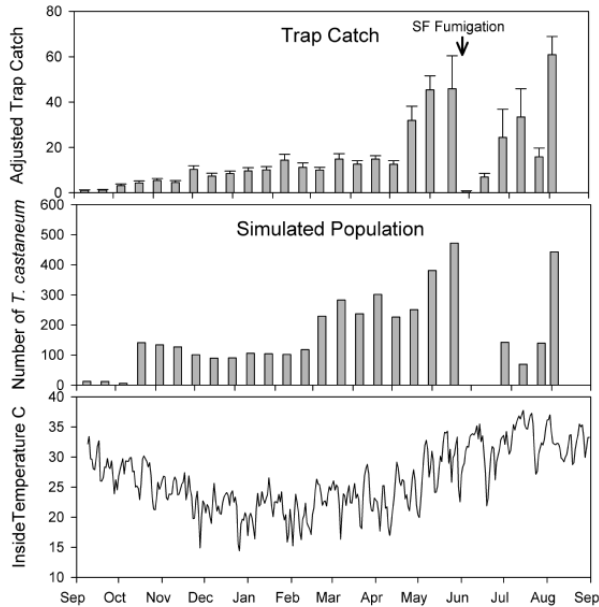 SF Fumigation
Trap Catch
Adjusted Trap Catch
80
60
40
20
0
Simulated Population
Number of T. castaneum
600
500
400
300
200
100
0
InsideTemperature C
40
35
30
25
20
15
10
Sep Oct Nov Dec Jan Feb Mar Apr May Jun Jul Aug Sep